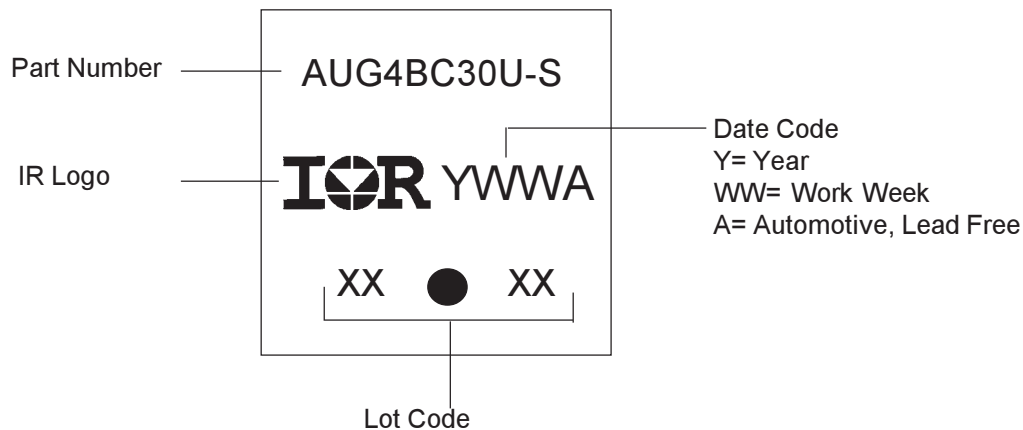 Part Number
AUG4BC30U-S
IR Logo
IOR YWWA
Date Code
Y= Year
WW= Work Week
A= Automotive, Lead Free
XX ● XX
Lot Code